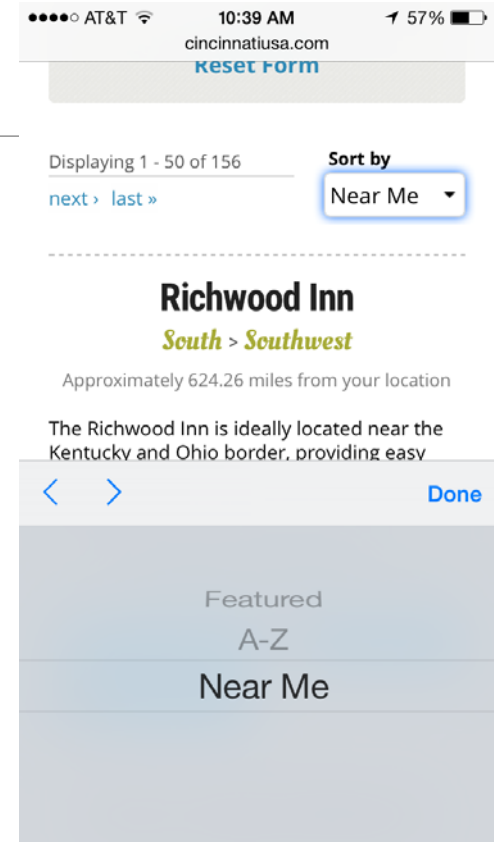 AT&T 10:39 AM 57%
cincinnatiusa.com
Reset Form
Displaying 1 - 50 of 156
Sort by
next › last »
Near Me
Richwood Inn
South > Southwest
Approximately 624.26 miles from your location
The Richwood Inn is ideally located near the
Kentucky and Ohio border, providing easy
Done
Featured
A-Z
Near Me